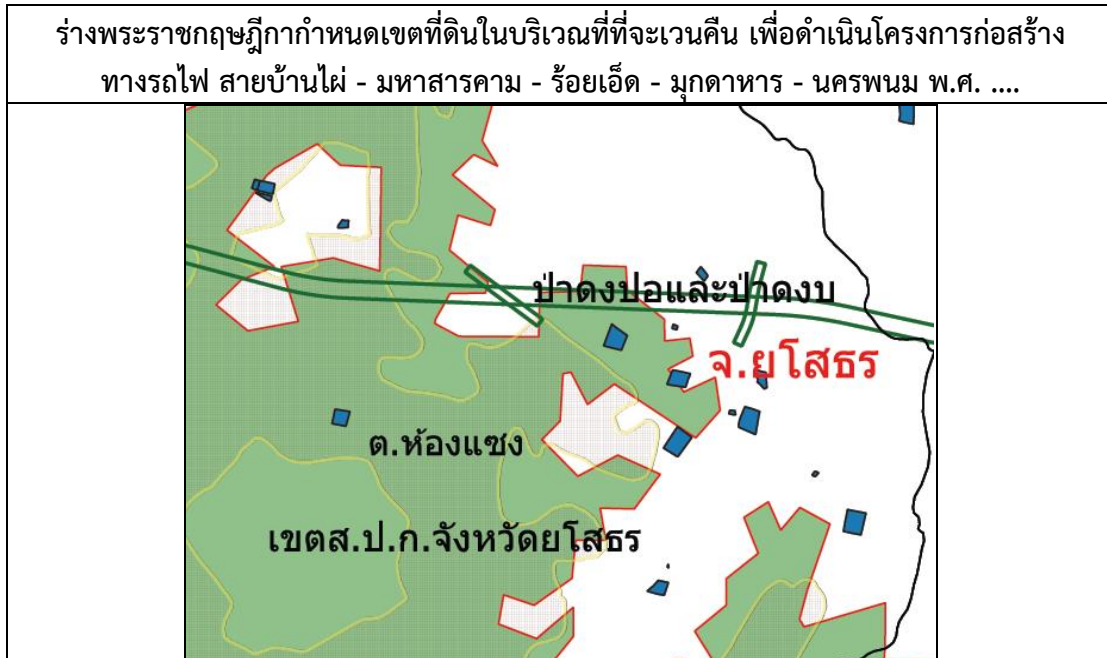 ร่างพระราชกฤษฎีกากำหนดเขตที่ดินในบริเวณที่ที่จะเวนคืน เพื่อดำเนินโครงการก่อสร้าง
ทางรถไฟ สายบ้านไผ่ - มหาสารคาม - ร้อยเอ็ด - มุกดาหาร - นครพนม พ.ศ. ....
ป่าดงปอและป่าดงบ
จ.ยโสธร
ต.ห้องแซง
เขตส.ป.ก.จังหวัดยโสธร